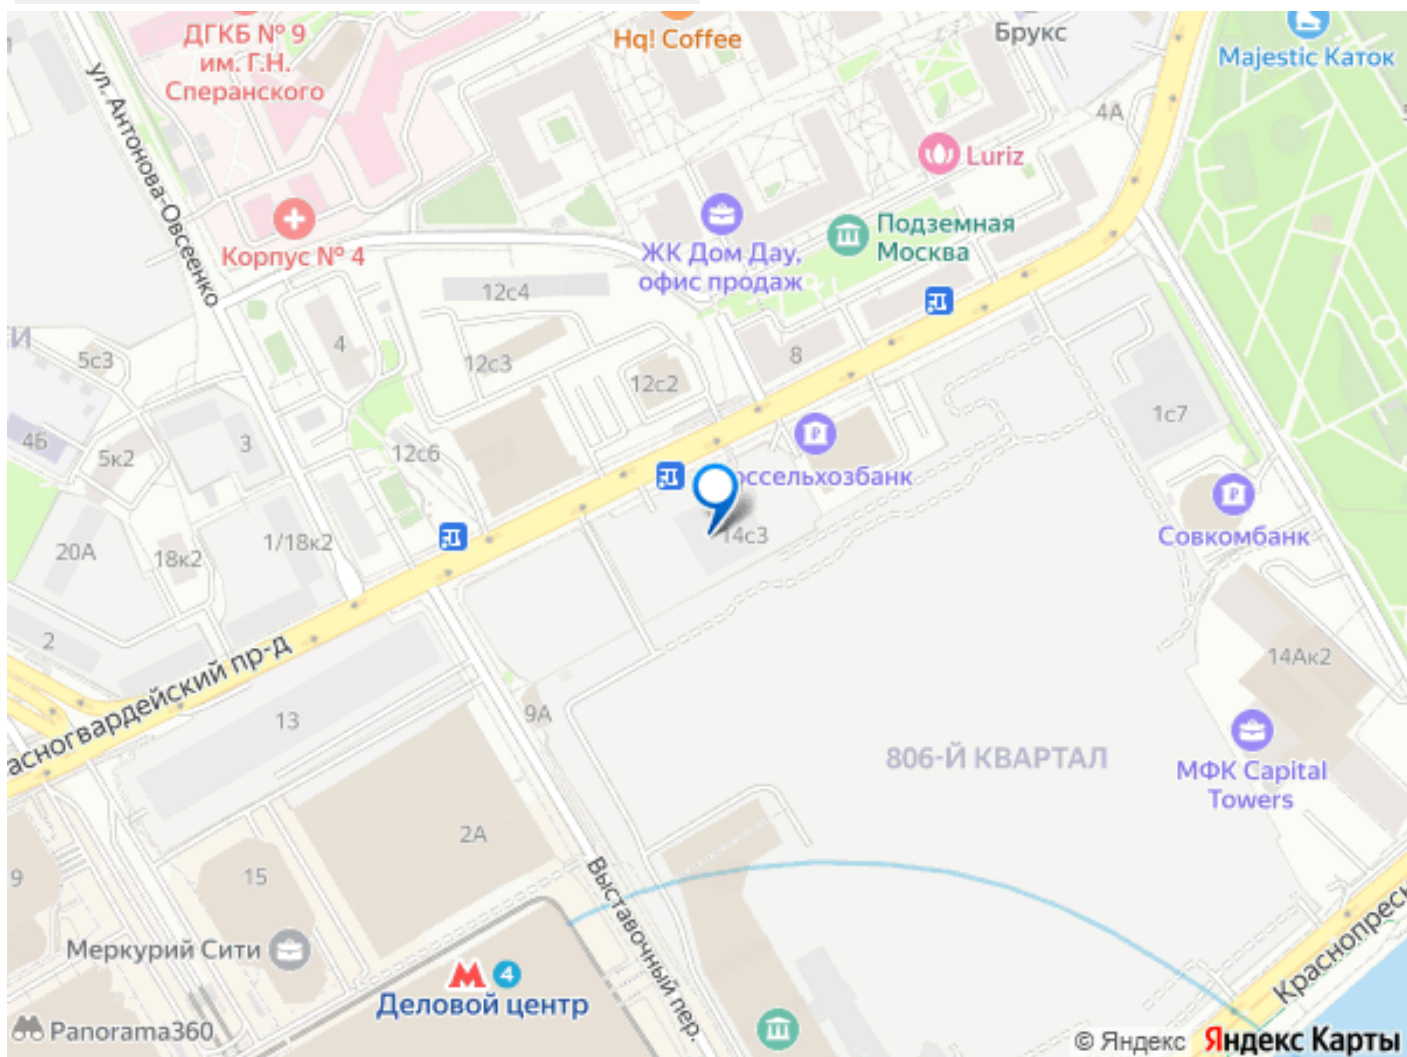 ДГКБ № 9
им. Г.Н.
Сперанского
Hq! Coffee
Брукс
Majestic Каток
ул. Антонова-Овсеенко
4А
Luriz
Корпус № 4
ЖК Дом Дау,
офис продаж
Подземная
Москва
12с4
4
5с3
12с3
12с2
8
1с7
4Б
5к2
3
12с6
оссельхозбанк
Совкомбанк
20А
18к2
1/18к2
14с3
2
асногвардейский пр-д
14Ак2
13
9А
806-Й КВАРТАЛ
МФК Capital
Towers
2А
9
15
Выставочный пер.
Меркурий Сити
4
Деловой центр
Краснопресн
Panorama360
© Яндекс Яндекс Карты